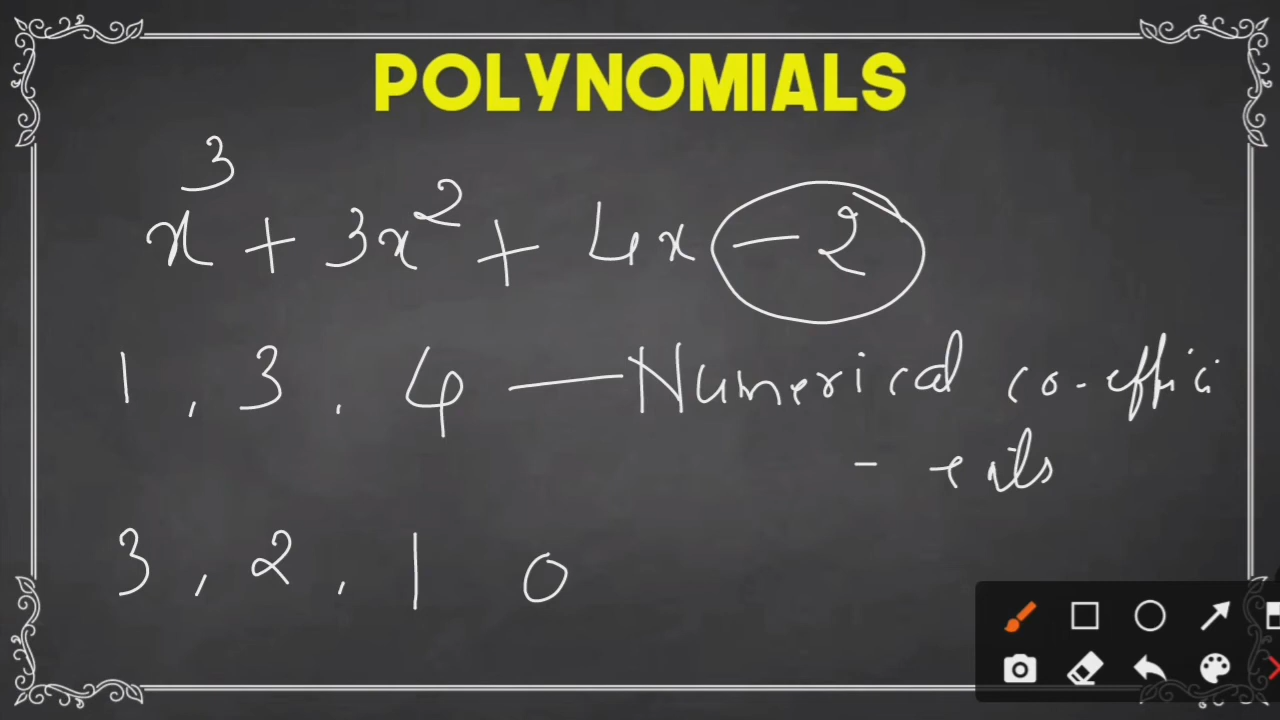 POLYNOMIALS
x³ + 3x² + 4x - 2
1, 3, 4 — Numerical co-effici
- ents
3, 2, 1 0